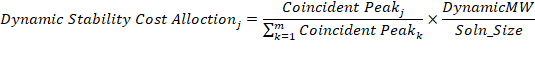 Dynamic Stability Cost Alloction_j = Coincident Peak_j / ∑_{k=1}^{m} Coincident Peak_k × DynamicMW / Soln_Size